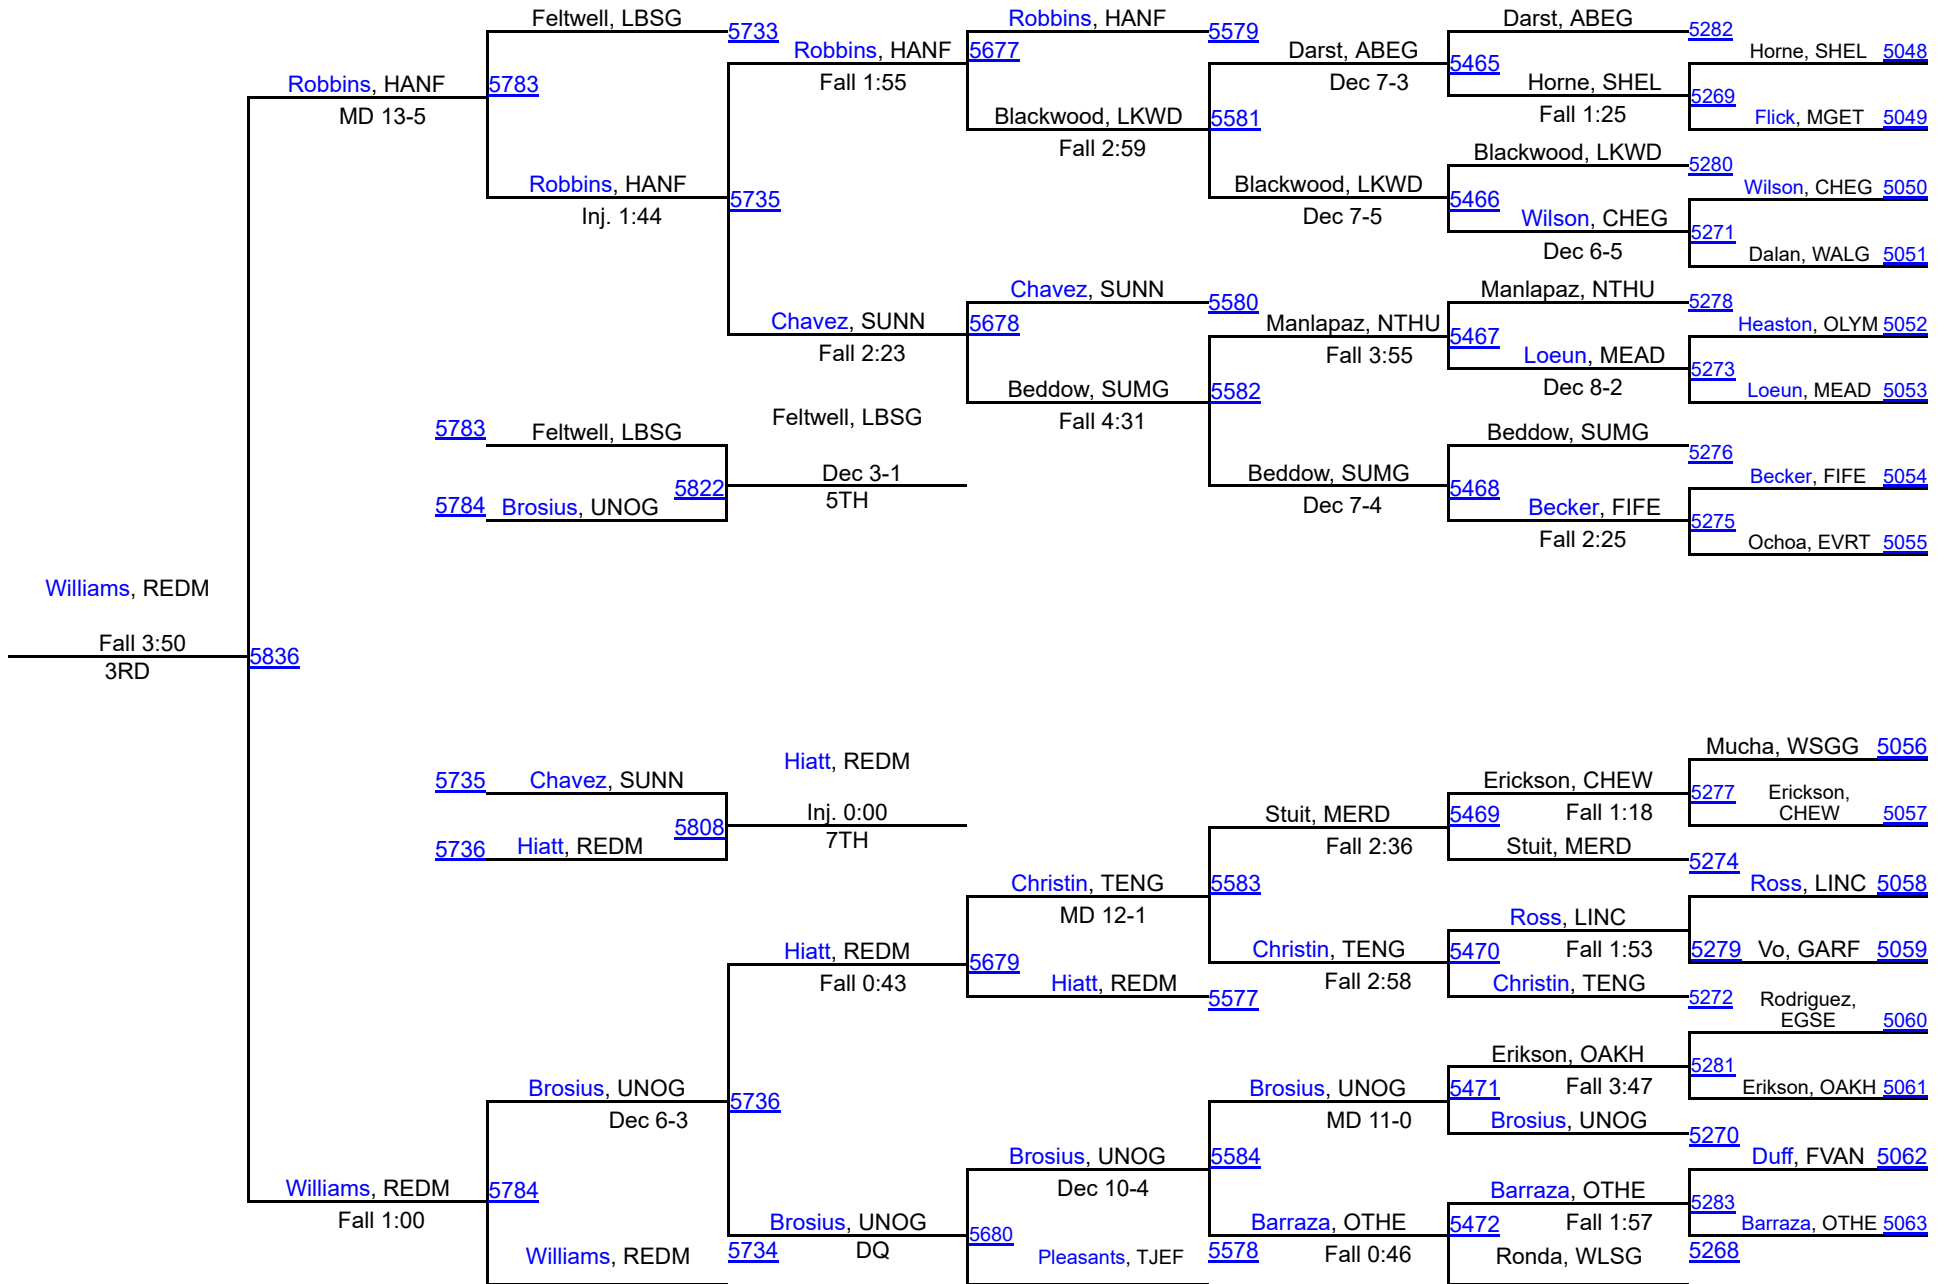 Feltwell, LBSG
5733
Robbins, HANF
MD 13-5
5783
Robbins, HANF
Inj. 1:44
5735
Robbins, HANF
Fall 1:55
5677
Robbins, HANF
5579
Blackwood, LKWD
Fall 2:59
5581
Darst, ABEG
Dec 7-3
5465
Darst, ABEG
5282
Horne, SHEL
Fall 1:25
5269
Horne, SHEL 5048
Flick, MGET 5049
Blackwood, LKWD
Dec 7-5
5466
Blackwood, LKWD
5280
Wilson, CHEG
Dec 6-5
5271
Wilson, CHEG 5050
Dalan, WALG 5051
Chavez, SUNN
Fall 2:23
5678
Chavez, SUNN
5580
Beddow, SUMG
Fall 4:31
5582
Manlapaz, NTHU
Fall 3:55
5467
Manlapaz, NTHU
5278
Loeun, MEAD
Dec 8-2
5273
Heaston, OLYM 5052
Loeun, MEAD 5053
Beddow, SUMG
Dec 7-4
5468
Beddow, SUMG
5276
Becker, FIFE
Fall 2:25
5275
Becker, FIFE 5054
Ochoa, EVRT 5055
5783 Feltwell, LBSG
5784 Brosius, UNOG
5822
Feltwell, LBSG
Dec 3-1
5TH
Williams, REDM
Fall 3:50
3RD
5836
5735 Chavez, SUNN
5736 Hiatt, REDM
5808
Hiatt, REDM
Inj. 0:00
7TH
Mucha, WSGG 5056
Erickson, CHEW
Fall 1:18
5277
Erickson,
CHEW 5057
Stuit, MERD
Fall 2:36
5469
Stuit, MERD
5274
Christin, TENG
MD 12-1
5583
Ross, LINC 5058
Ross, LINC
Fall 1:53
5279
Vo, GARF 5059
Christin, TENG
Fall 2:58
5470
Christin, TENG
5272
Hiatt, REDM
Fall 0:43
5679
Hiatt, REDM
5577
Rodriguez,
EGSE 5060
Erikson, OAKH
Fall 3:47
5281
Erikson, OAKH 5061
Brosius, UNOG
MD 11-0
5471
Brosius, UNOG
5270
Brosius, UNOG
Dec 6-3
5736
Brosius, UNOG
Dec 10-4
5584
Duff, FVAN 5062
Barraza, OTHE
Fall 1:57
5283
Barraza, OTHE 5063
Barraza, OTHE
Fall 0:46
5472
Ronda, WLSG
5268
Williams, REDM
Fall 1:00
5784
Williams, REDM
5734
Brosius, UNOG
DQ
5680
Pleasants, TJEF
5578